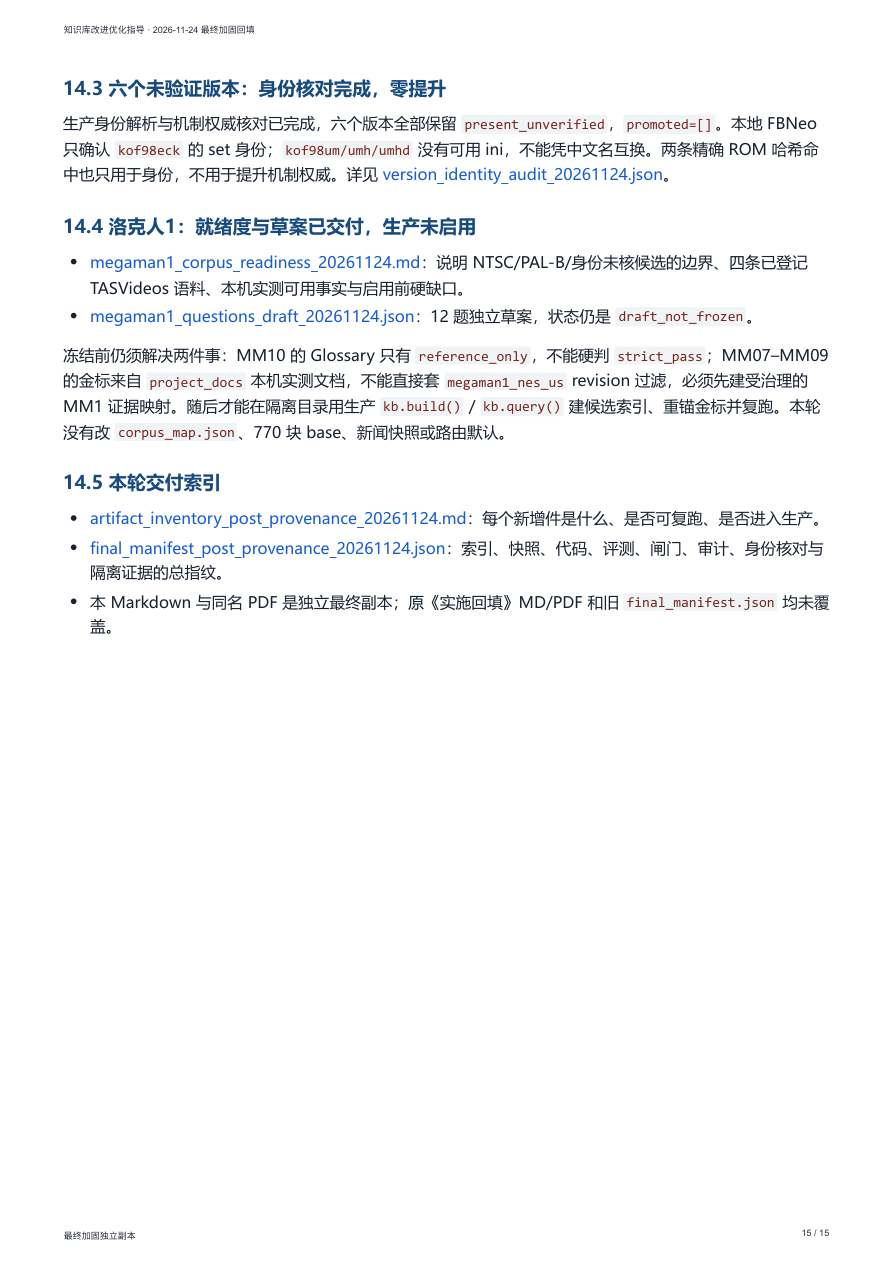 知识库改进优化指导 · 2026-11-24 最终加固回填
14.3 六个未验证版本：身份核对完成，零提升
生产身份解析与机制权威核对已完成，六个版本全部保留 present_unverified，promoted=[]。本地 FBNeo
只确认 kof98eck 的 set 身份；kof98um/umh/umhd 没有可用 ini，不能凭中文名互换。两条精确 ROM 哈希命
中也只用于身份，不用于提升机制权威。详见 version_identity_audit_20261124.json。
14.4 洛克人1：就绪度与草案已交付，生产未启用
• megaman1_corpus_readiness_20261124.md：说明 NTSC/PAL-B/身份未核候选的边界、四条已登记
TASVideos 语料、本机实测可用事实与启用前硬缺口。
• megaman1_questions_draft_20261124.json：12 题独立草案，状态仍是 draft_not_frozen。
冻结前仍须解决两件事：MM10 的 Glossary 只有 reference_only，不能硬判 strict_pass；MM07–MM09
的金标来自 project_docs 本机实测文档，不能直接套 megaman1_nes_us revision 过滤，必须先建受治理的
MM1 证据映射。随后才能在隔离目录用生产 kb.build() / kb.query() 建候选索引、重锚金标并复跑。本轮
没有改 corpus_map.json、770 块 base、新闻快照或路由默认。
14.5 本轮交付索引
• artifact_inventory_post_provenance_20261124.md：每个新增件是什么、是否可复跑、是否进入生产。
• final_manifest_post_provenance_20261124.json：索引、快照、代码、评测、闸门、审计、身份核对与
隔离证据的总指纹。
• 本 Markdown 与同名 PDF 是独立最终副本；原《实施回填》MD/PDF 和旧 final_manifest.json 均未覆
盖。
最终加固独立副本
15 / 15